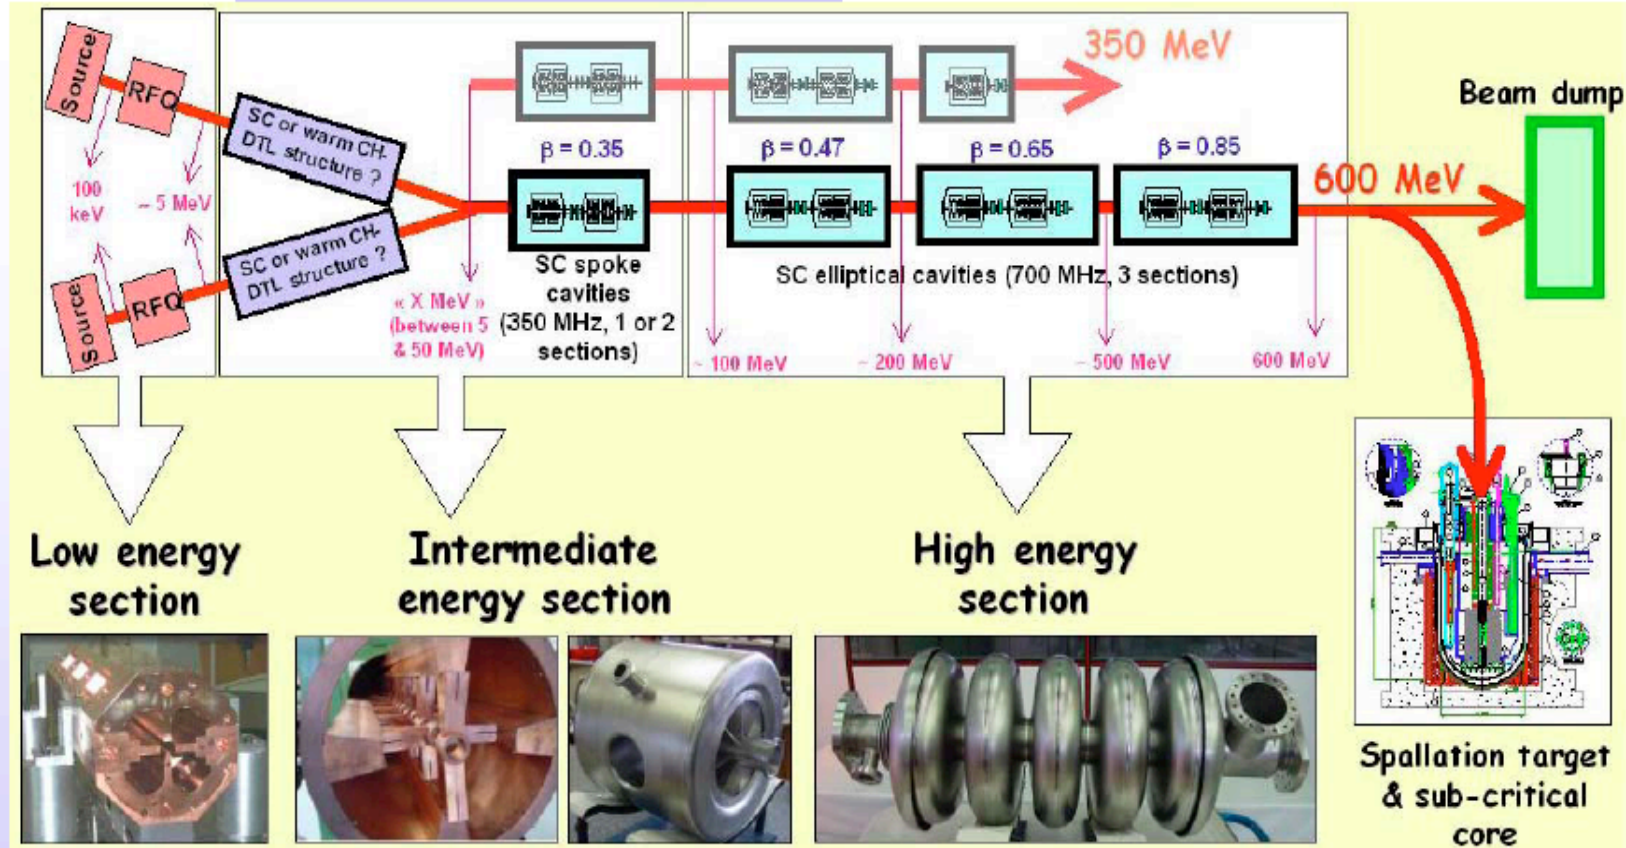 Source
RFQ
SC or warm CH-
DTL structure ?
100
keV
~ 5 MeV
SC or warm CH-
DTL structure ?
Source
RFQ
350 MeV
β = 0.35
β = 0.47
β = 0.65
β = 0.85
600 MeV
Beam dump
SC spoke
cavities
(350 MHz, 1 or 2
sections)
SC elliptical cavities (700 MHz, 3 sections)
« X MeV »
(between 5
& 50 MeV)
~ 100 MeV
~ 200 MeV
~ 500 MeV
600 MeV
Low energy
section
Intermediate
energy section
High energy
section
Spallation target
& sub-critical
core